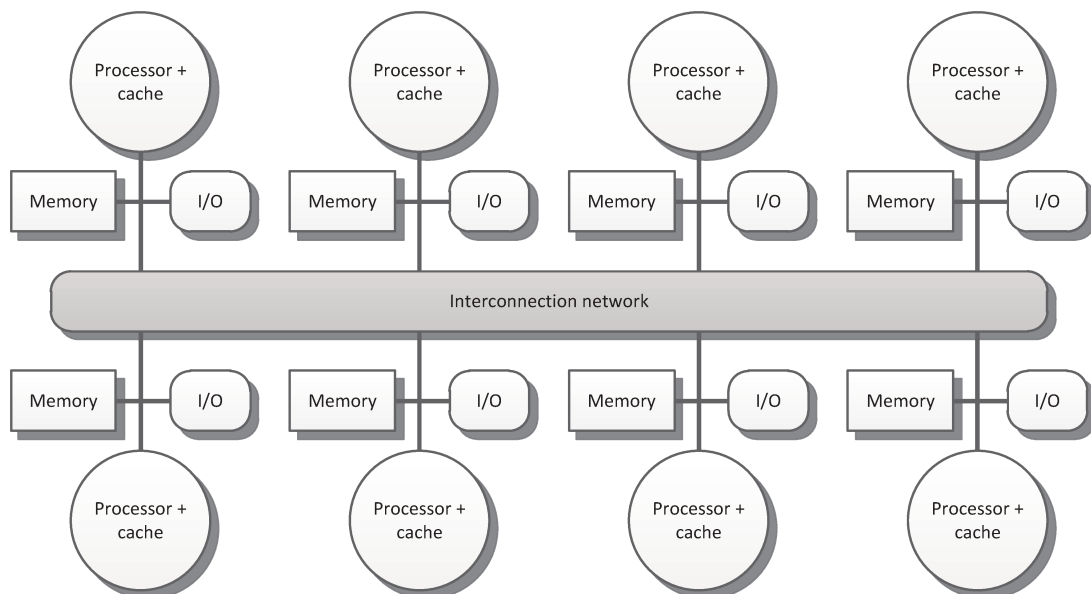 Processor +
cache
Processor +
cache
Processor +
cache
Processor +
cache
Memory
I/O
Memory
I/O
Memory
I/O
Memory
I/O
Interconnection network
Memory
I/O
Memory
I/O
Memory
I/O
Memory
I/O
Processor +
cache
Processor +
cache
Processor +
cache
Processor +
cache